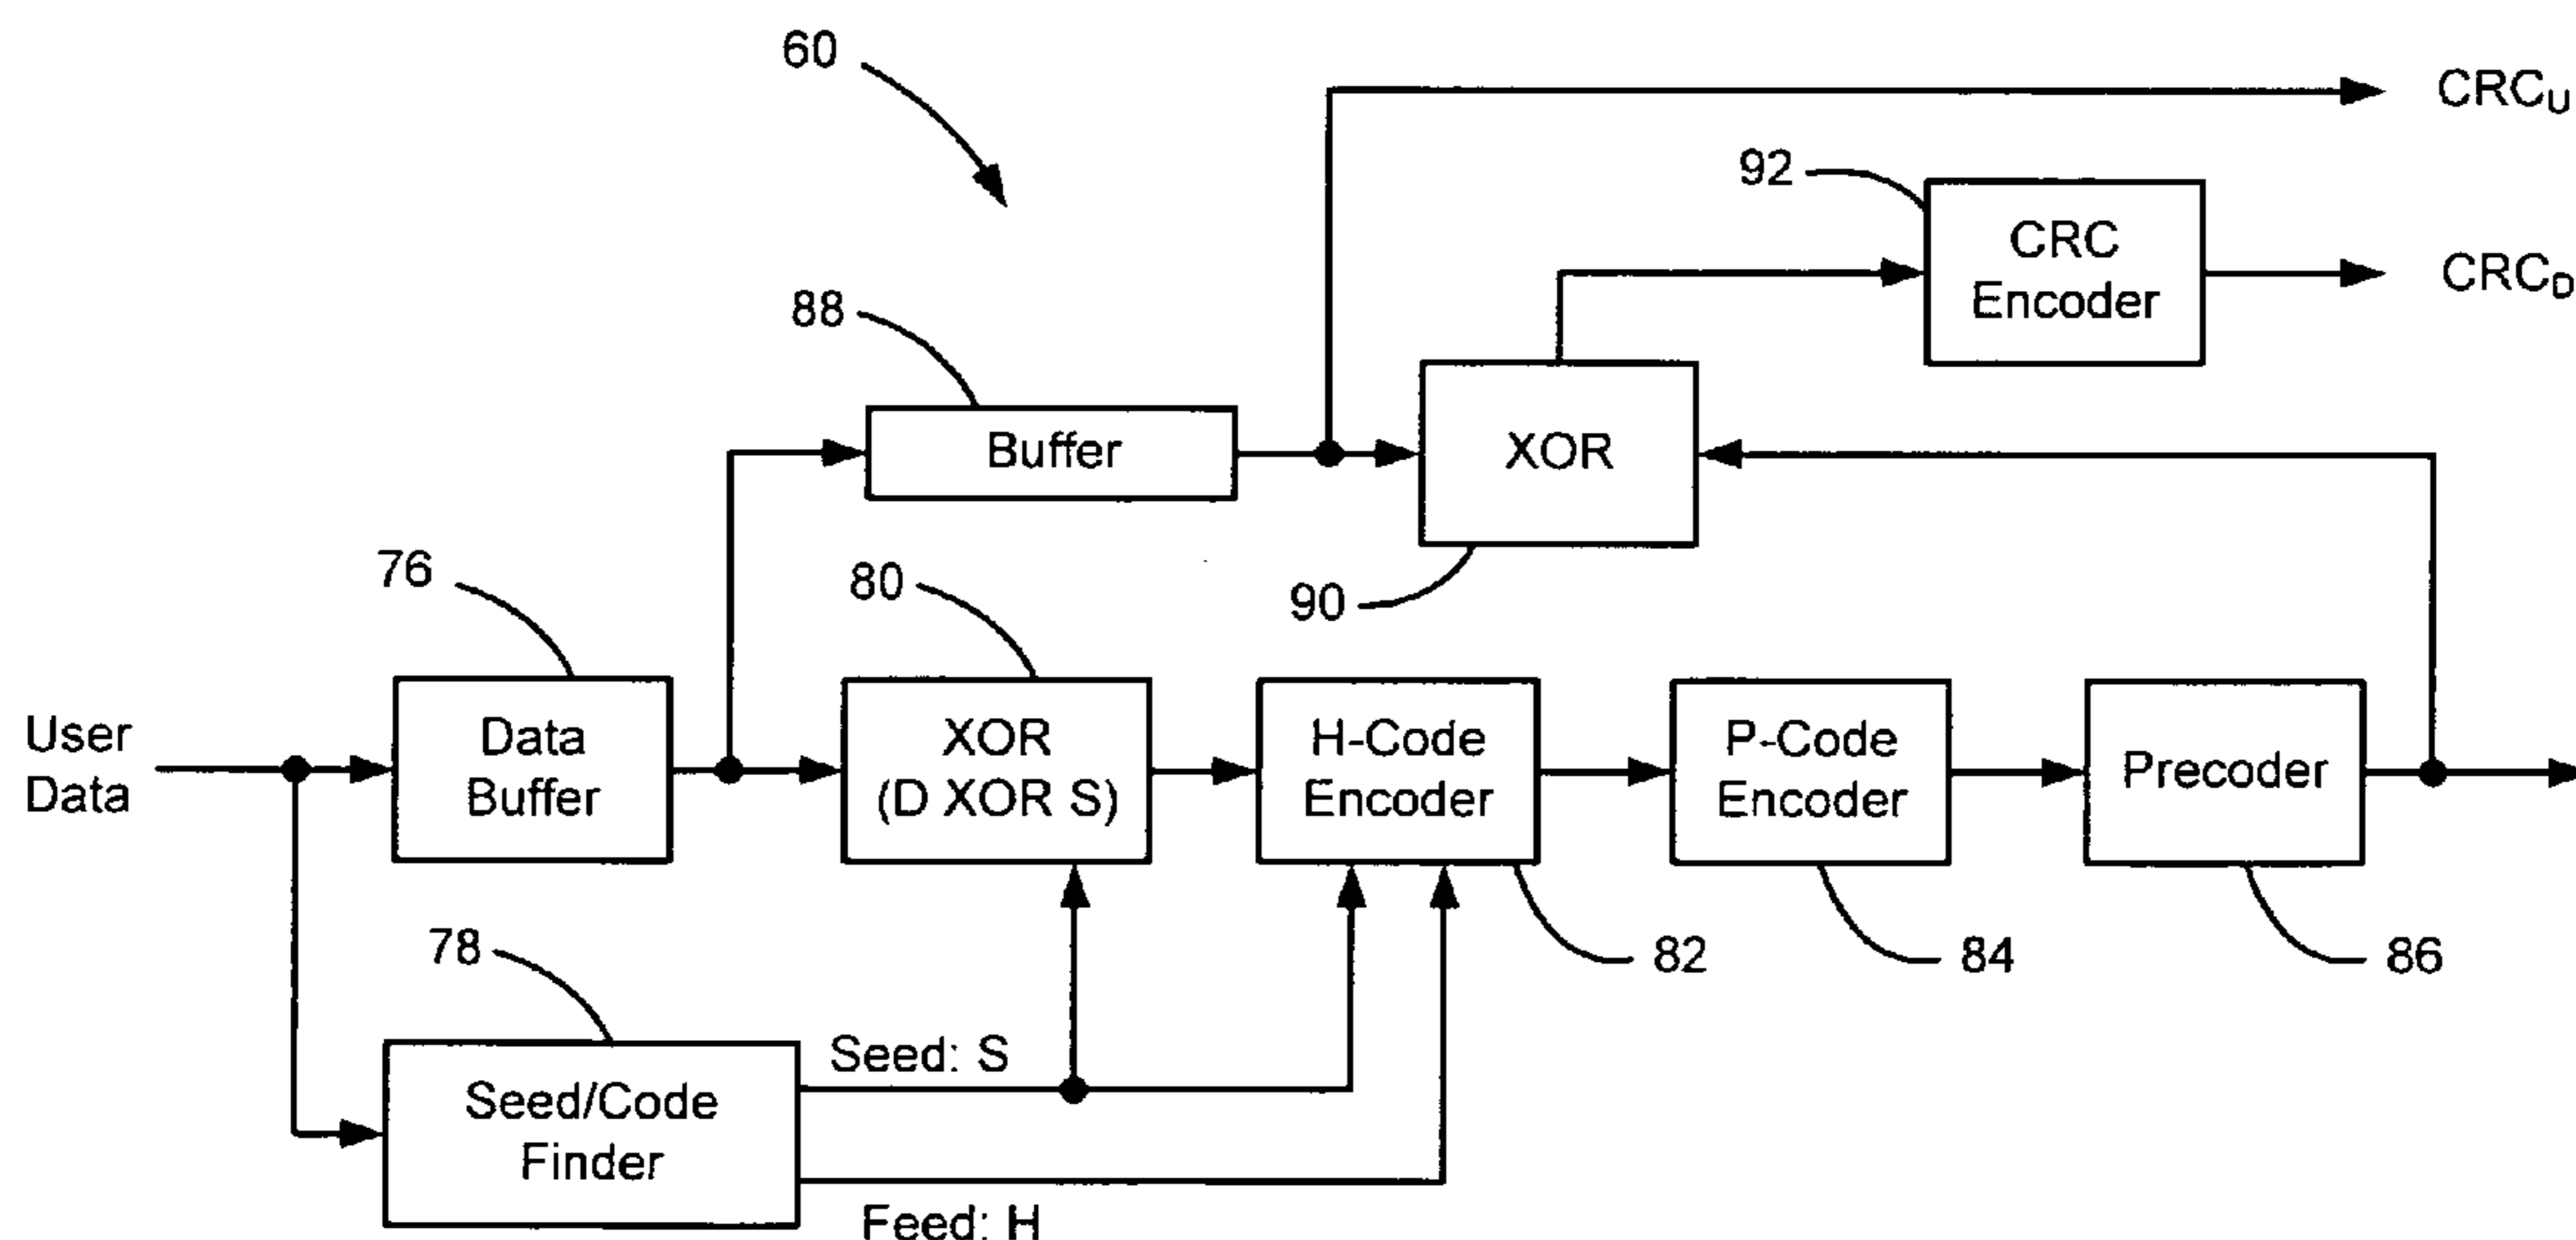 60
CRCU
92
CRC
Encoder
CRCD
88
Buffer
XOR
90
76
80
User
Data
Data
Buffer
XOR
(D XOR S)
H-Code
Encoder
P-Code
Encoder
Precoder
78
82
84
86
Seed: S
Seed/Code
Finder
Feed: H